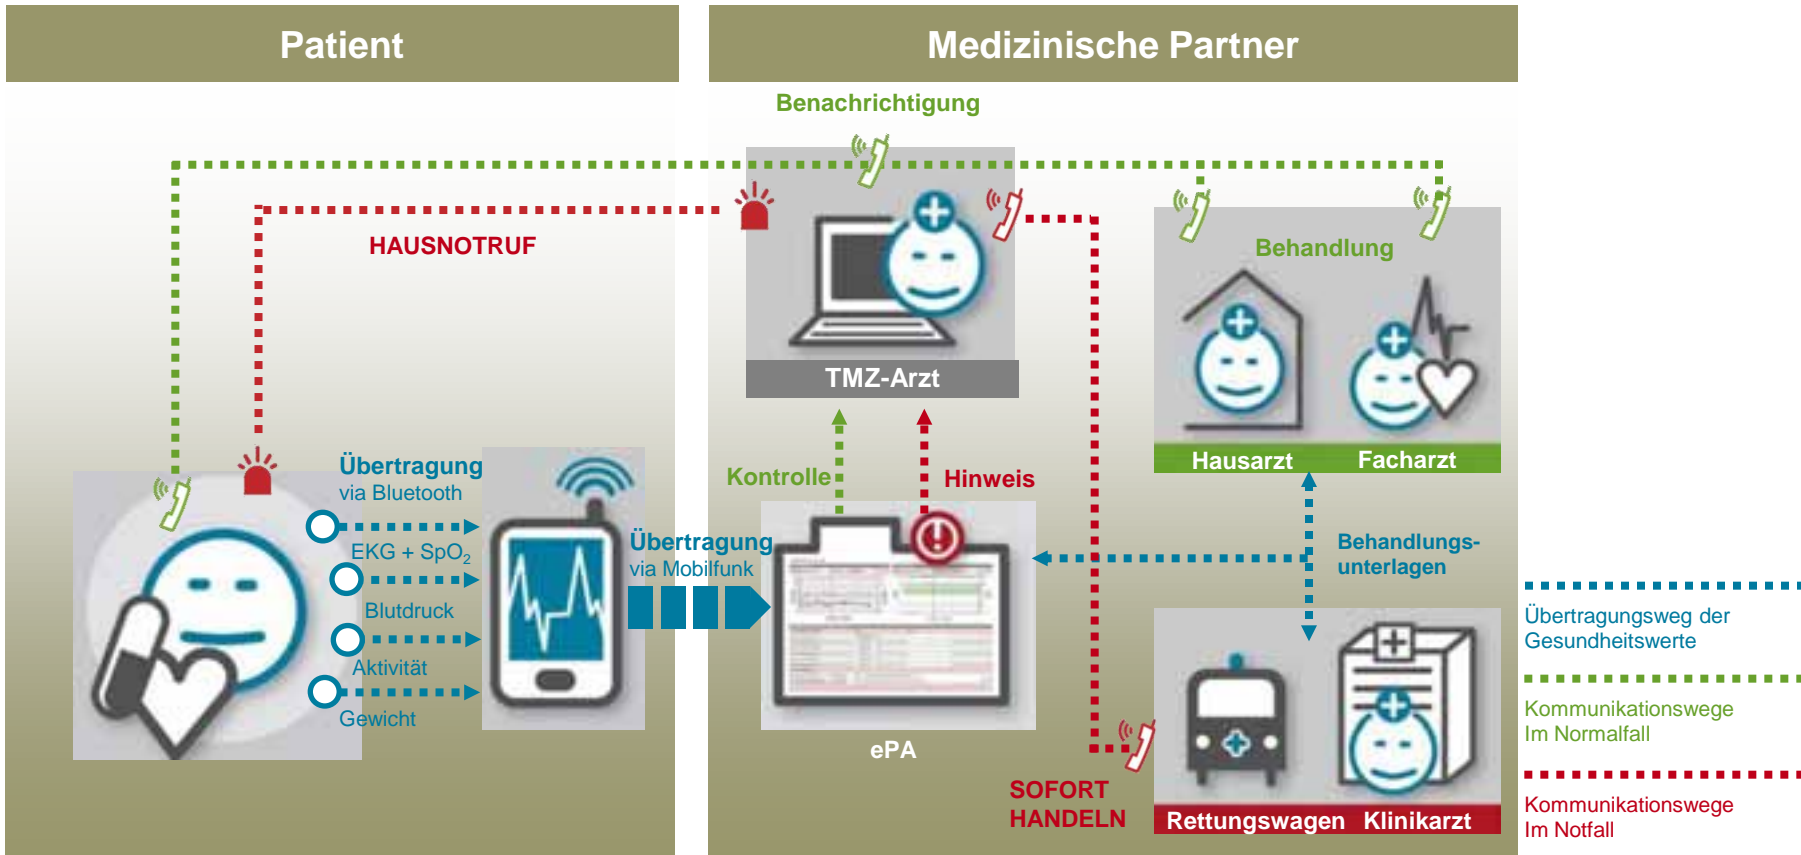 Patient
Medizinische Partner
Benachrichtigung
HAUSNOTRUF
Behandlung
TMZ-Arzt
Hausarzt
Facharzt
Übertragung
via Bluetooth
EKG + SpO₂
Blutdruck
Aktivität
Gewicht
Übertragung
via Mobilfunk
Kontrolle
Hinweis
ePA
Behandlungs-
unterlagen
SOFORT
HANDELN
Rettungswagen
Klinikarzt
Übertragungsweg der
Gesundheitswerte
Kommunikationswege
Im Normalfall
Kommunikationswege
Im Notfall